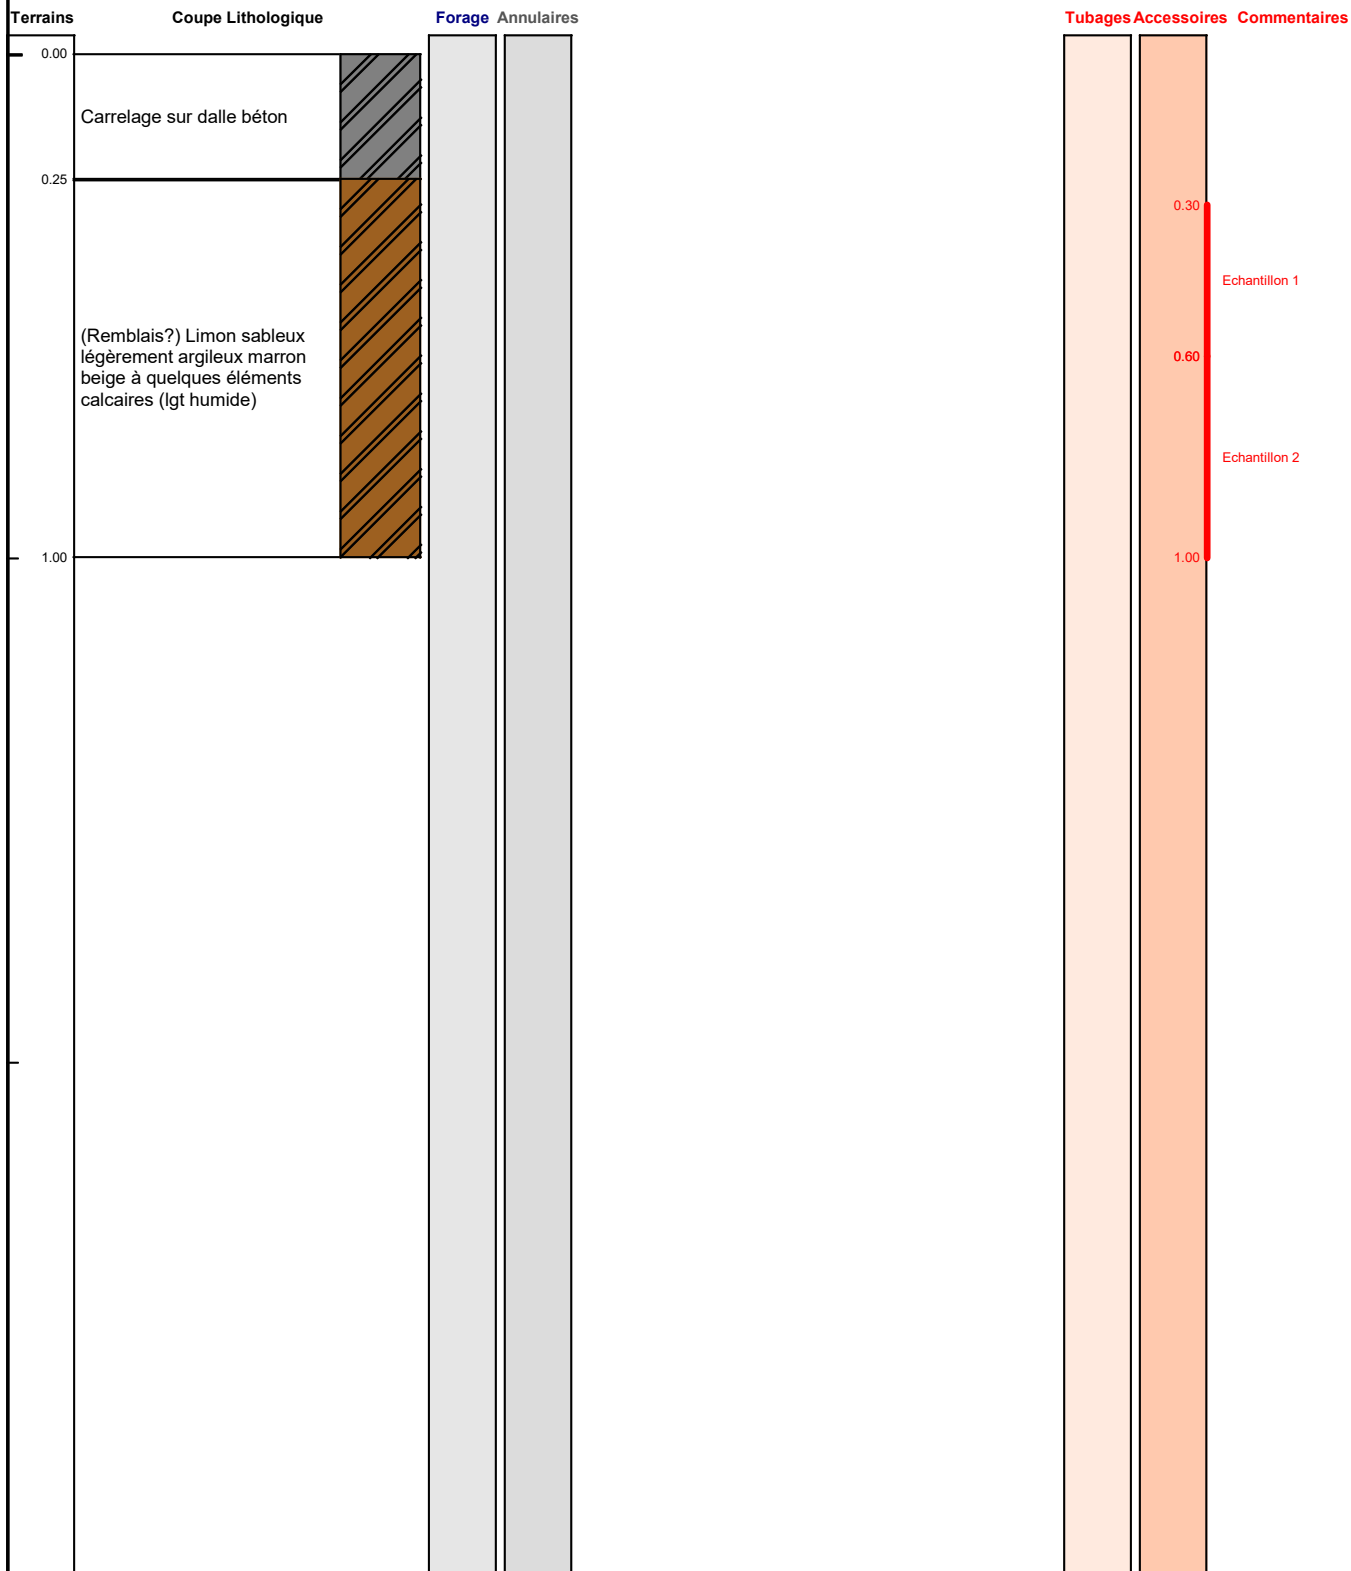 Terrains Coupe Lithologique Forage Annulaires Tubages Accessoires Commentaires
0.00
Carrelage sur dalle béton
0.25
0.30
Echantillon 1
(Remblais?) Limon sableux
légèrement argileux marron
beige à quelques éléments
calcaires (lgt humide)
0.60
Echantillon 2
1.00
1.00